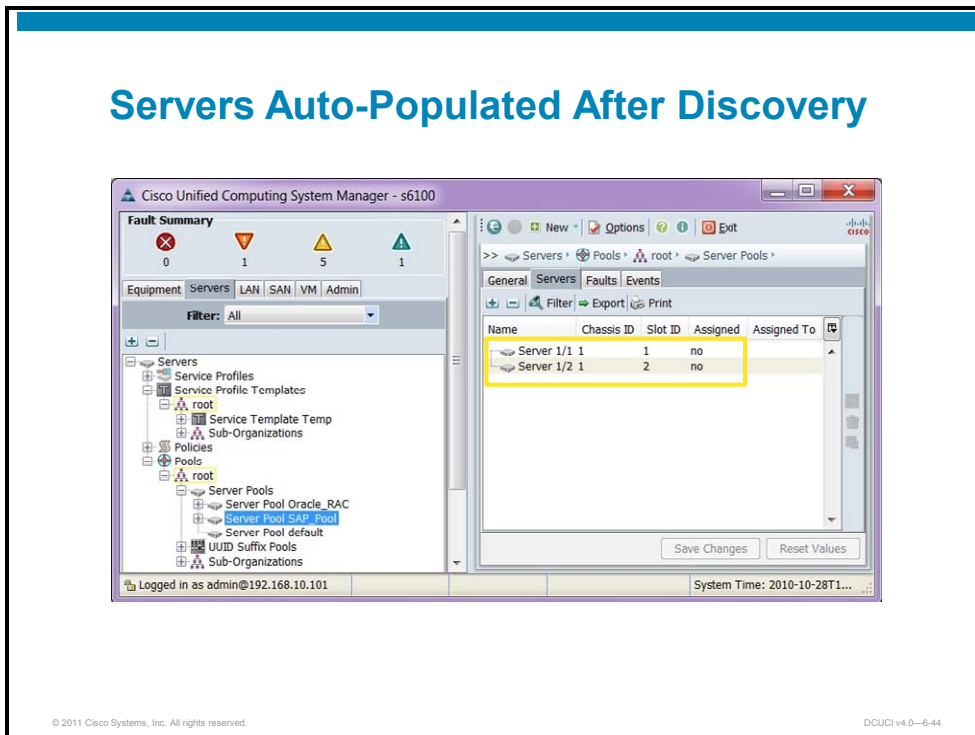 Servers Auto-Populated After Discovery
Cisco Unified Computing System Manager - s6100
Fault Summary
0 1 5 1
Equipment Servers LAN SAN VM Admin
Filter: All
Servers
Service Profiles
Service Profile Templates
root
Service Template Temp
Sub-Organizations
Policies
Pools
root
Server Pools
Server Pool Oracle_RAC
Server Pool SAP_Pool
Server Pool default
UUID Suffix Pools
Sub-Organizations
New Options Exit
CISCO
>> Servers Pools root Server Pools
General Servers Faults Events
Filter Export Print
Name Chassis ID Slot ID Assigned Assigned To
Server 1/1 1 1 no
Server 1/2 1 2 no
Save Changes Reset Values
Logged in as admin@192.168.10.101
System Time: 2010-10-28T1...
© 2011 Cisco Systems, Inc. All rights reserved.
DCUCI v4.0—6-44